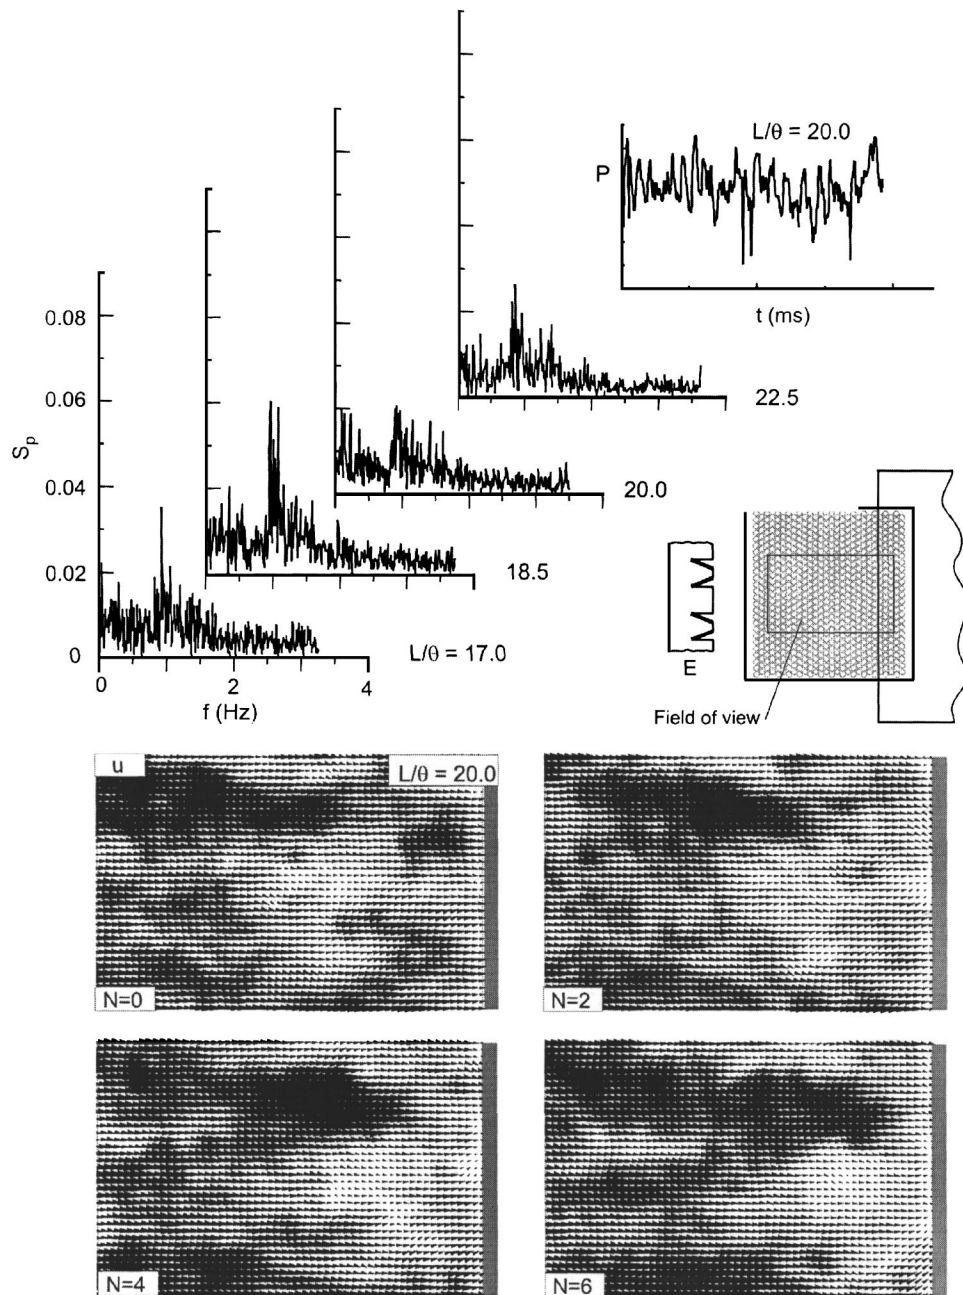 L/θ = 20.0
P
t (ms)
22.5
20.0
18.5
L/θ = 17.0
0.08
0.06
0.04
0.02
0
S_p
0
2
4
f (Hz)
E
Field of view
u
L/θ = 20.0
N=0
N=2
N=4
N=6